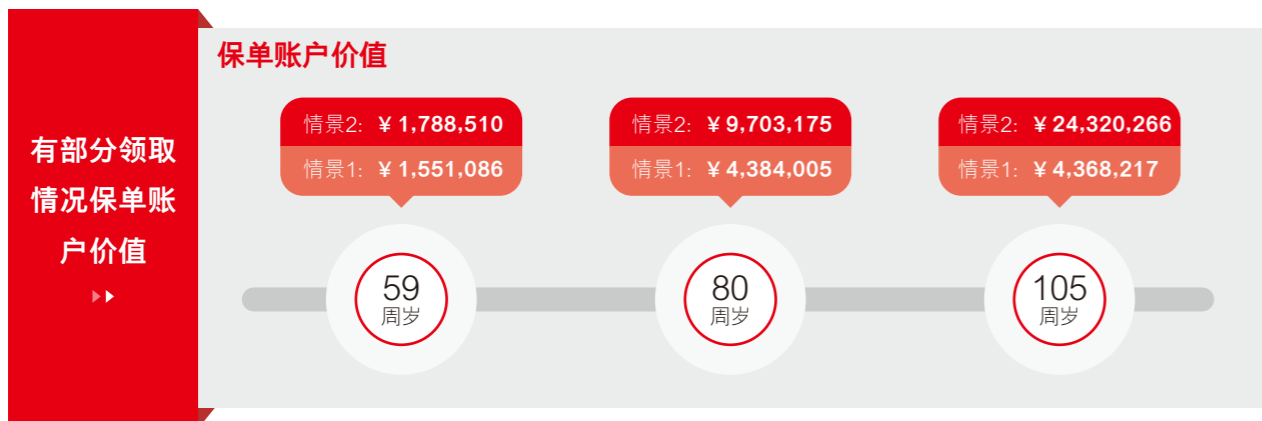 有部分领取
情况保单账
户价值
保单账户价值
情景2: ¥ 1,788,510
情景1: ¥ 1,551,086
59
周岁
情景2: ¥ 9,703,175
情景1: ¥ 4,384,005
80
周岁
情景2: ¥ 24,320,266
情景1: ¥ 4,368,217
105
周岁